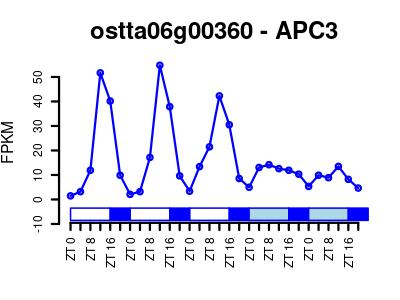 ostta06g00360 - APC3
FPKM
50
40
30
20
10
0
-10
ZT 0
ZT 8
ZT 16
ZT 0
ZT 8
ZT 16
ZT 0
ZT 8
ZT 16
ZT 0
ZT 8
ZT 16
ZT 0
ZT 8
ZT 16